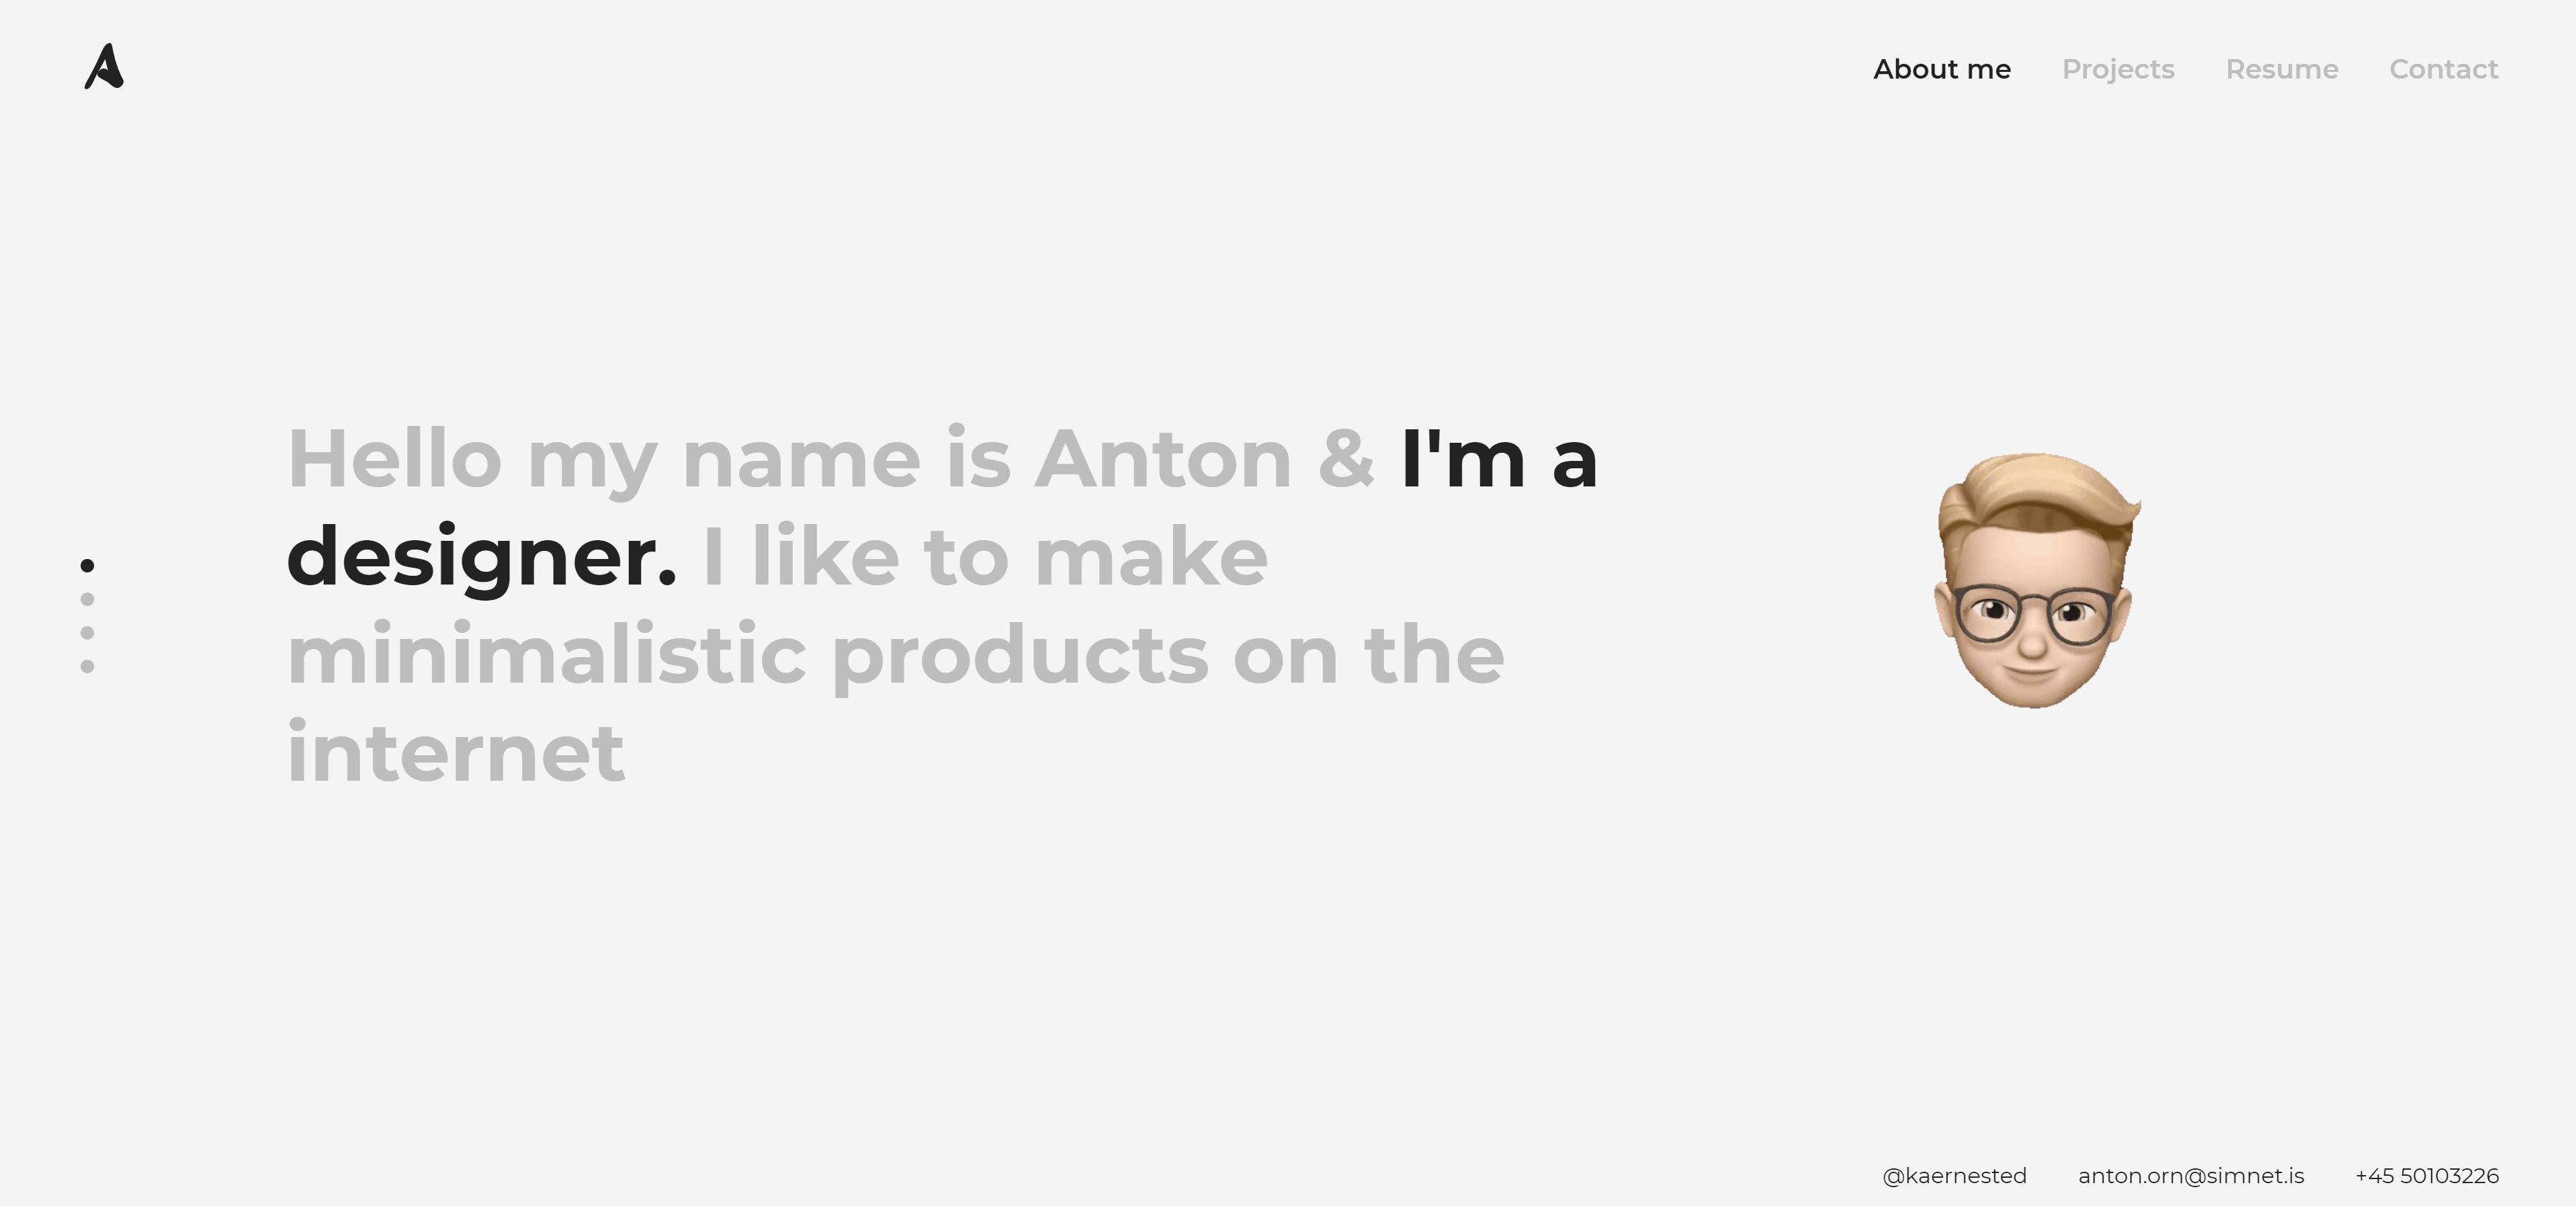 A
About me Projects Resume Contact
Hello my name is Anton & I'm a
designer. I like to make
minimalistic products on the
internet
@kaernested anton.orn@simnet.is +45 50103226